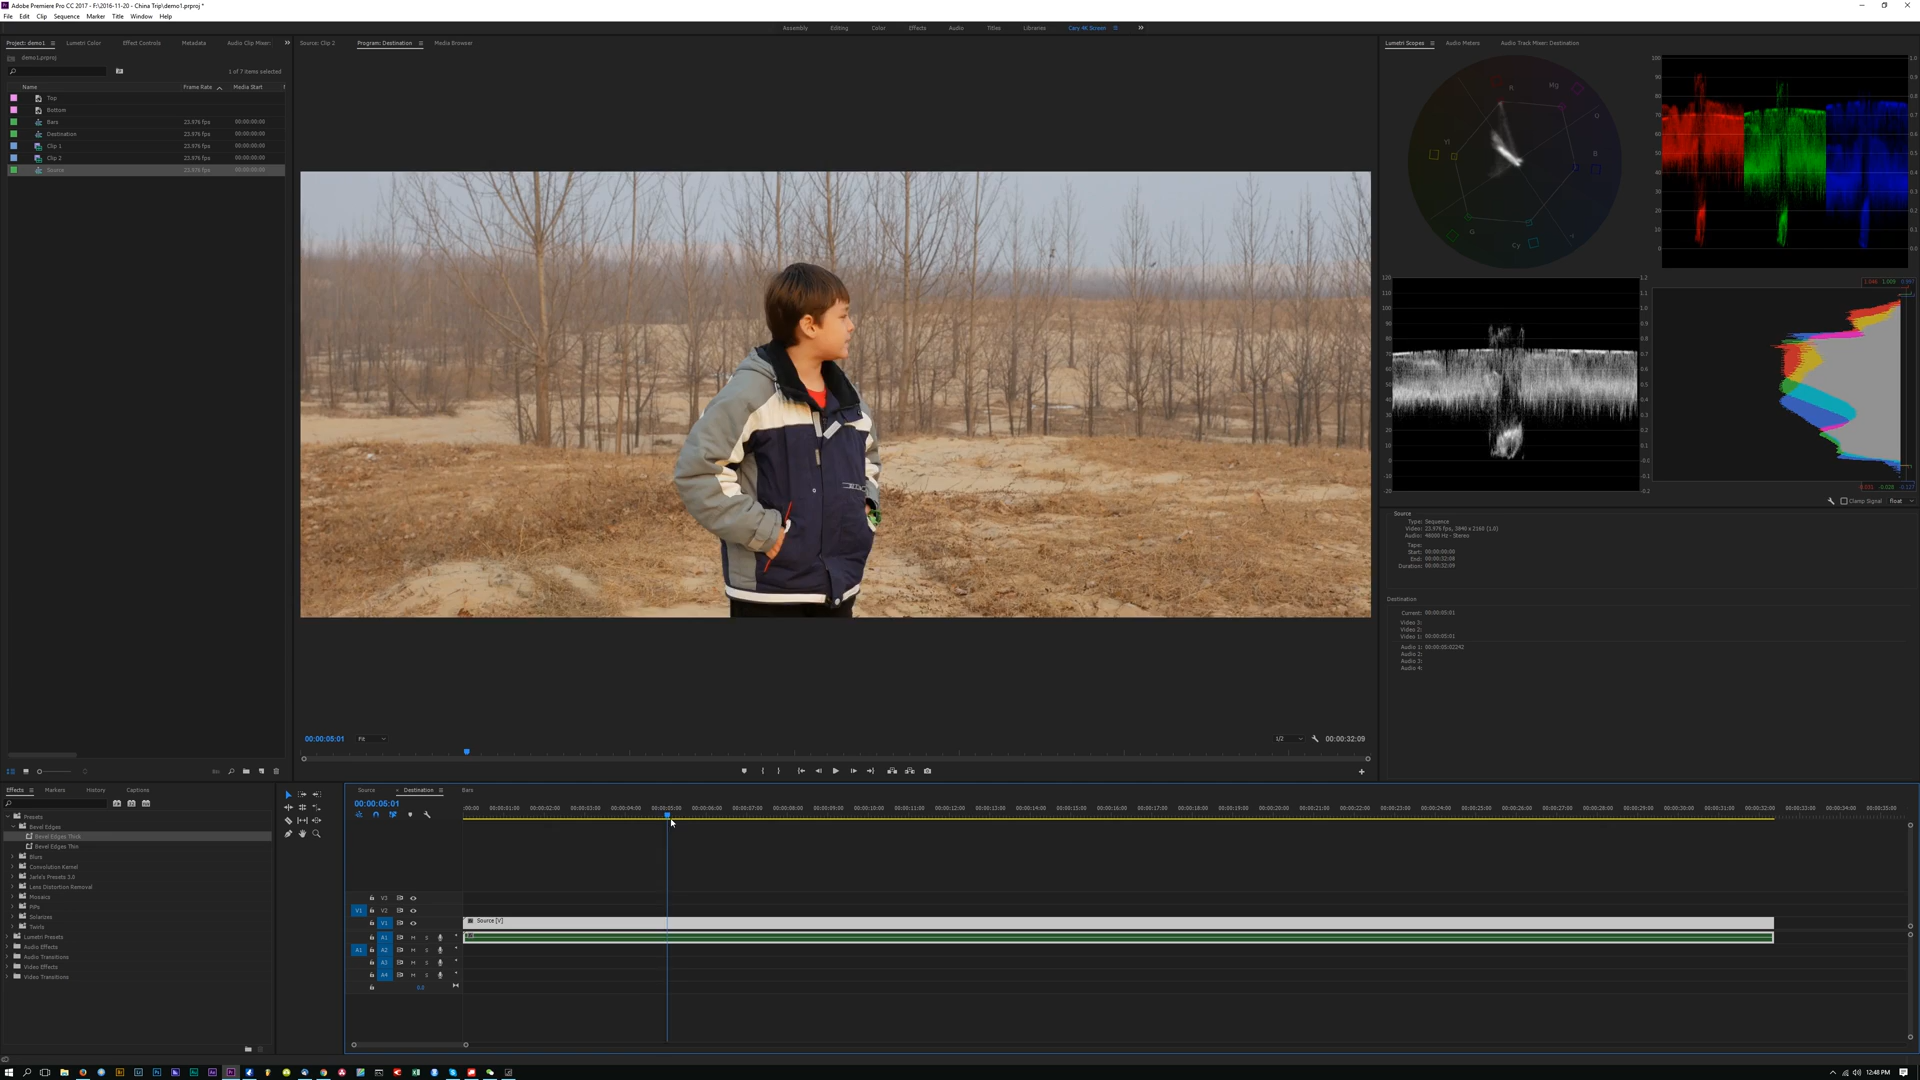 Adobe Premiere Pro CC 2017 - F:\2016-11-20 - China Trip\demo1.prproj *
File Edit Clip Sequence Marker Title Window Help
Assembly Editing Color Effects Audio Titles Libraries Cary 4K Screen
Project: demo1 Lumetri Color Effect Controls Metadata Audio Clip Mixer:
Source: Clip 2 Program: Destination Media Browser
Lumetri Scopes Audio Meters Audio Track Mixer: Destination
demo1.prproj
1 of 7 items selected
Name Frame Rate Media Start
Top
Bottom
Bars 23.976 fps 00:00:00:00
Destination 23.976 fps 00:00:00:00
Clip 1 23.976 fps 00:00:00:00
Clip 2 23.976 fps 00:00:00:00
Source 23.976 fps 00:00:00:00
R Mg B Cy G Yl
Clamp Signal float
Source
Type: Sequence
Video: 23.976 fps, 3840 x 2160 (1.0)
Audio: 48000 Hz - Stereo
Tape:
Start: 00:00:00:00
End: 00:00:32:08
Duration: 00:00:32:09
Destination
Current: 00:00:05:01
Video 3:
Video 2:
Video 1: 00:00:05:01
Audio 1: 00:00:05:02242
Audio 2:
Audio 3:
Audio 4:
00:00:05:01 Fit 1/2 00:00:32:09
Effects Markers History Captions
Presets
Bevel Edges
Bevel Edges Thick
Bevel Edges Thin
Blurs
Convolution Kernel
Jarle's Presets 3.0
Lens Distortion Removal
Mosaics
PiPs
Solarizes
Twirls
Lumetri Presets
Audio Effects
Audio Transitions
Video Effects
Video Transitions
Source Destination Bars
00:00:05:01
:00:00 00:00:01:00 00:00:02:00 00:00:03:00 00:00:04:00 00:00:05:00 00:00:06:00 00:00:07:00 00:00:08:00 00:00:09:00 00:00:10:00 00:00:11:00 00:00:12:00 00:00:13:00 00:00:14:00 00:00:15:00 00:00:16:00 00:00:17:00 00:00:18:00 00:00:19:00 00:00:20:00 00:00:21:00 00:00:22:00 00:00:23:00 00:00:24:00 00:00:25:00 00:00:26:00 00:00:27:00 00:00:28:00 00:00:29:00 00:00:30:00 00:00:31:00 00:00:32:00 00:00:33:00 00:00:34:00 00:00:35:00
V3
V1 V2
V1 Source [V]
A1 M S
A1 A2 M S
A3 M S
A4 M S
0.0
12:48 PM